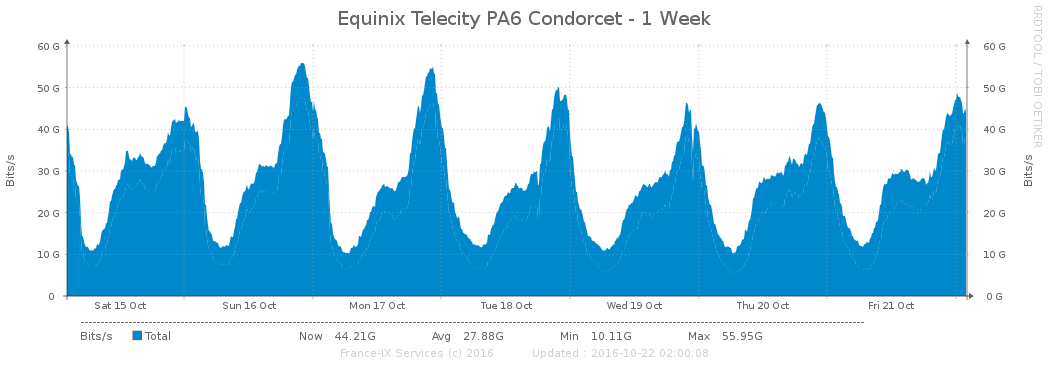 Equinix Telecity PA6 Condorcet - 1 Week
RRDTOOL / TOBI OETIKER
Bits/s
Bits/s
60 G 60 G
50 G 50 G
40 G 40 G
30 G 30 G
20 G 20 G
10 G 10 G
0 0 G
Sat 15 Oct Sun 16 Oct Mon 17 Oct Tue 18 Oct Wed 19 Oct Thu 20 Oct Fri 21 Oct
Bits/s Total Now 44.21G Avg 27.88G Min 10.11G Max 55.95G
France-IX Services (c) 2016 Updated : 2016-10-22 02:00:08